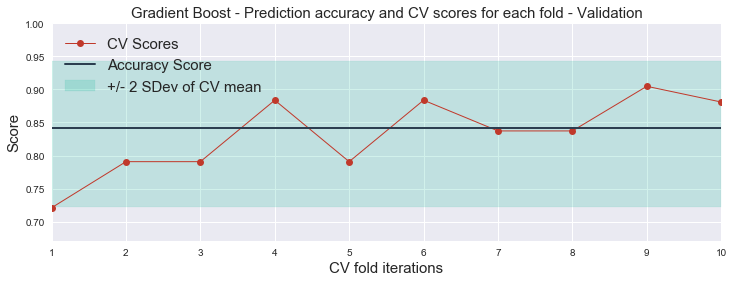 Gradient Boost - Prediction accuracy and CV scores for each fold - Validation
CV Scores
Accuracy Score
+/- 2 SDev of CV mean
Score
1.00
0.95
0.90
0.85
0.80
0.75
0.70
1 2 3 4 5 6 7 8 9 10
CV fold iterations